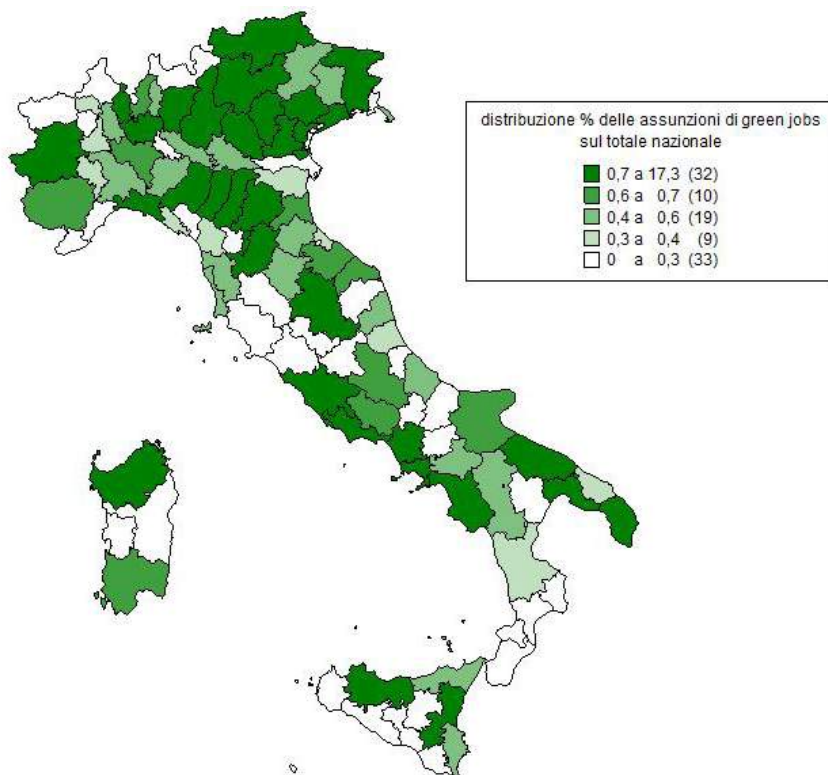 distribuzione % delle assunzioni di green jobs
sul totale nazionale
0,7 a 17,3 (32)
0,6 a 0,7 (10)
0,4 a 0,6 (19)
0,3 a 0,4 (9)
0 a 0,3 (33)